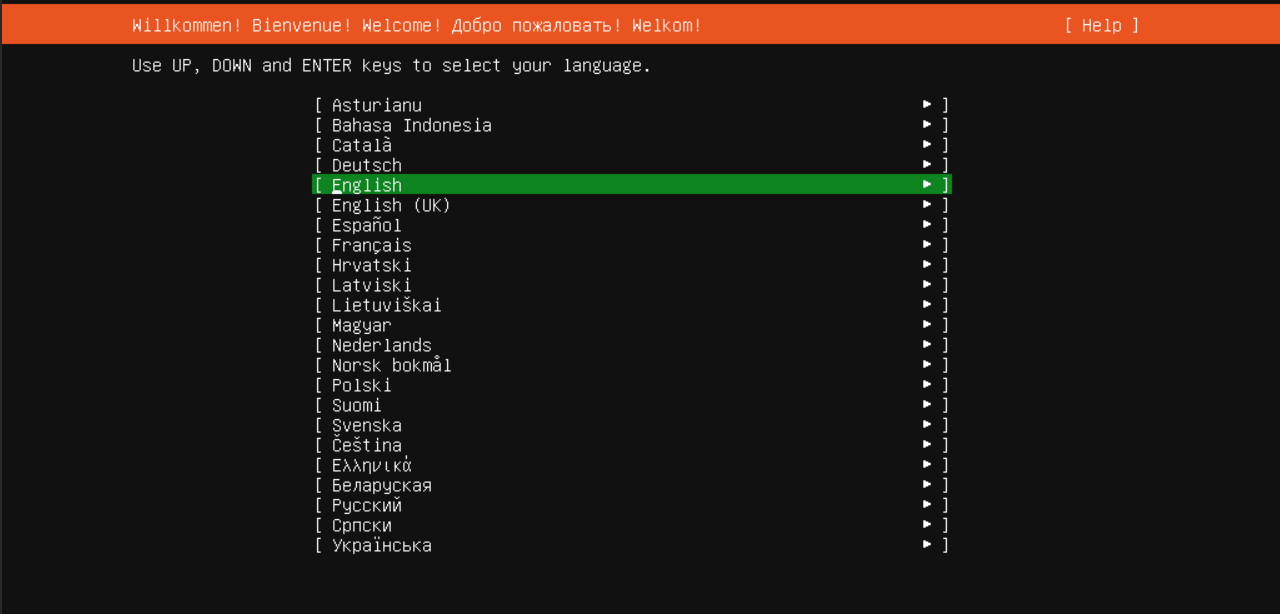 Willkommen! Bienvenue! Welcome! Добро пожаловать! Welkom! [ Help ]
Use UP, DOWN and ENTER keys to select your language.
[ Asturianu ▸ ]
[ Bahasa Indonesia ▸ ]
[ Català ▸ ]
[ Deutsch ▸ ]
[ English ▸ ]
[ English (UK) ▸ ]
[ Español ▸ ]
[ Français ▸ ]
[ Hrvatski ▸ ]
[ Latviski ▸ ]
[ Lietuviškai ▸ ]
[ Magyar ▸ ]
[ Nederlands ▸ ]
[ Norsk bokmål ▸ ]
[ Polski ▸ ]
[ Suomi ▸ ]
[ Svenska ▸ ]
[ Čeština ▸ ]
[ Ελληνικά ▸ ]
[ Беларуская ▸ ]
[ Русский ▸ ]
[ Српски ▸ ]
[ Українська ▸ ]